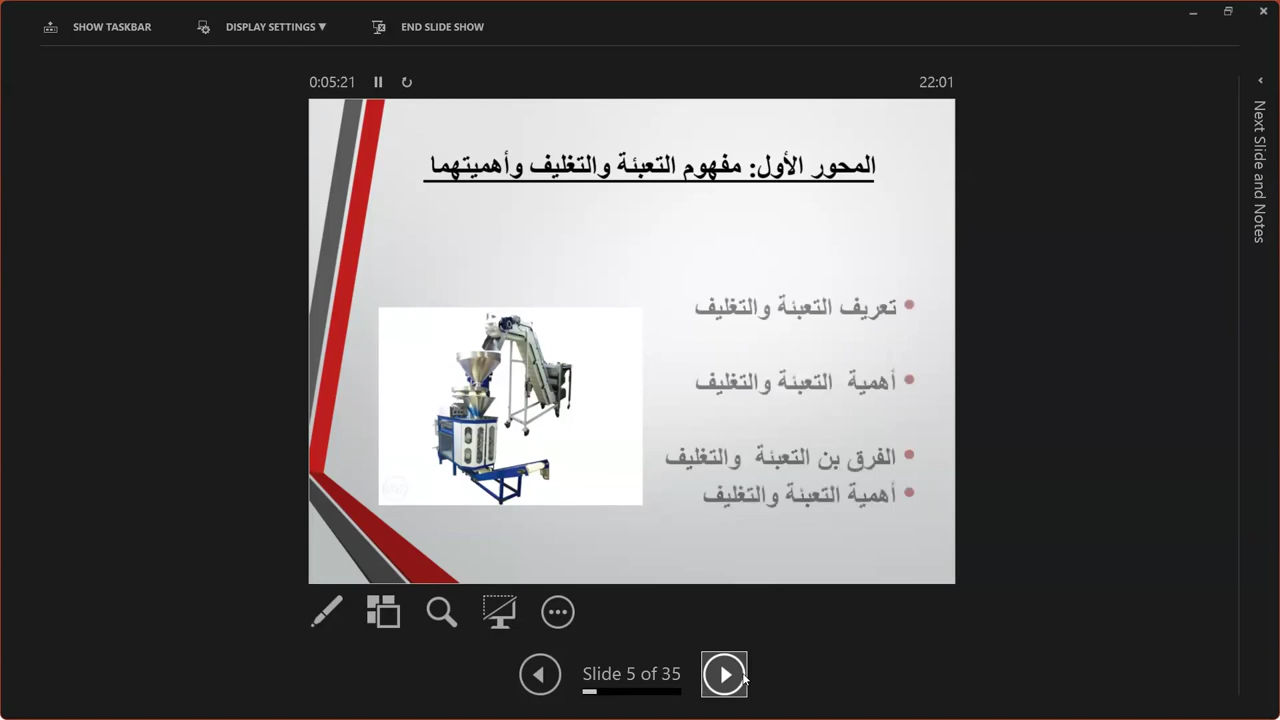 SHOW TASKBAR
DISPLAY SETTINGS ▼
END SLIDE SHOW
0:05:21
22:01
Next Slide and Notes
المحور الأول: مفهوم التعبئة والتغليف وأهميتهما
• تعريف التعبئة والتغليف
• أهمية التعبئة والتغليف
• الفرق بن التعبئة والتغليف
• أهمية التعبئة والتغليف
Slide 5 of 35